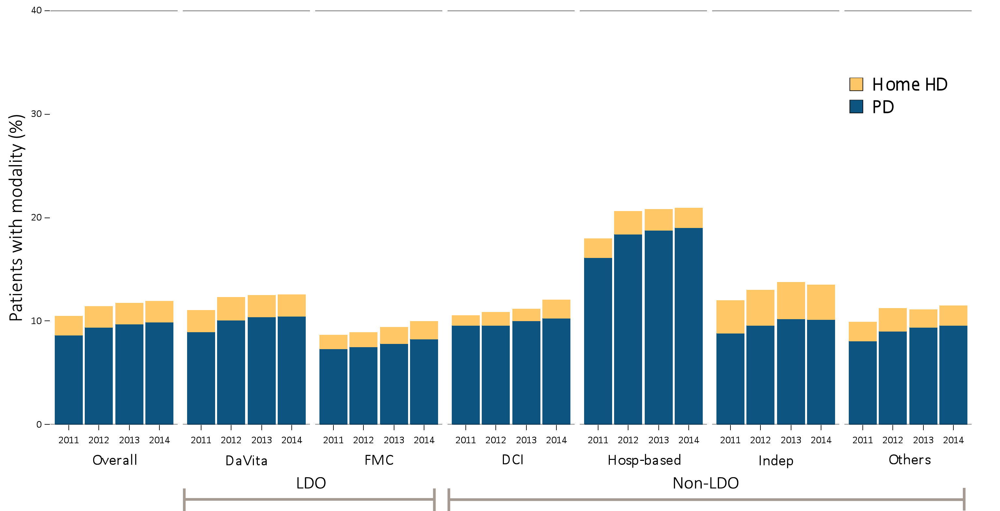 40
30
20
10
0
Patients with modality (%)
Home HD
PD
2011 2012 2013 2014 2011 2012 2013 2014 2011 2012 2013 2014 2011 2012 2013 2014 2011 2012 2013 2014 2011 2012 2013 2014 2011 2012 2013 2014
Overall DaVita FMC DCI Hosp-based Indep Others
LDO Non-LDO